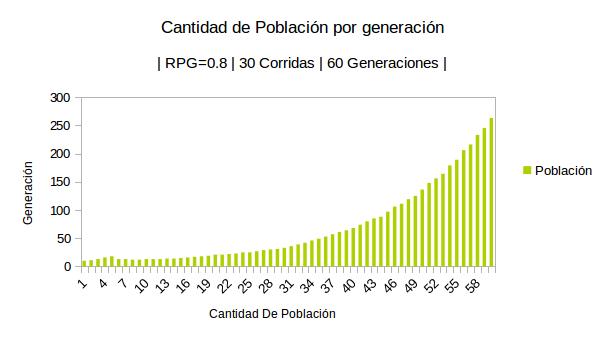 Cantidad de Población por generación
| RPG=0.8 | 30 Corridas | 60 Generaciones |
300
250
200
150
100
50
0
Generación
1 4 7 10 13 16 19 22 25 28 31 34 37 40 43 46 49 52 55 58
Cantidad De Población
Población